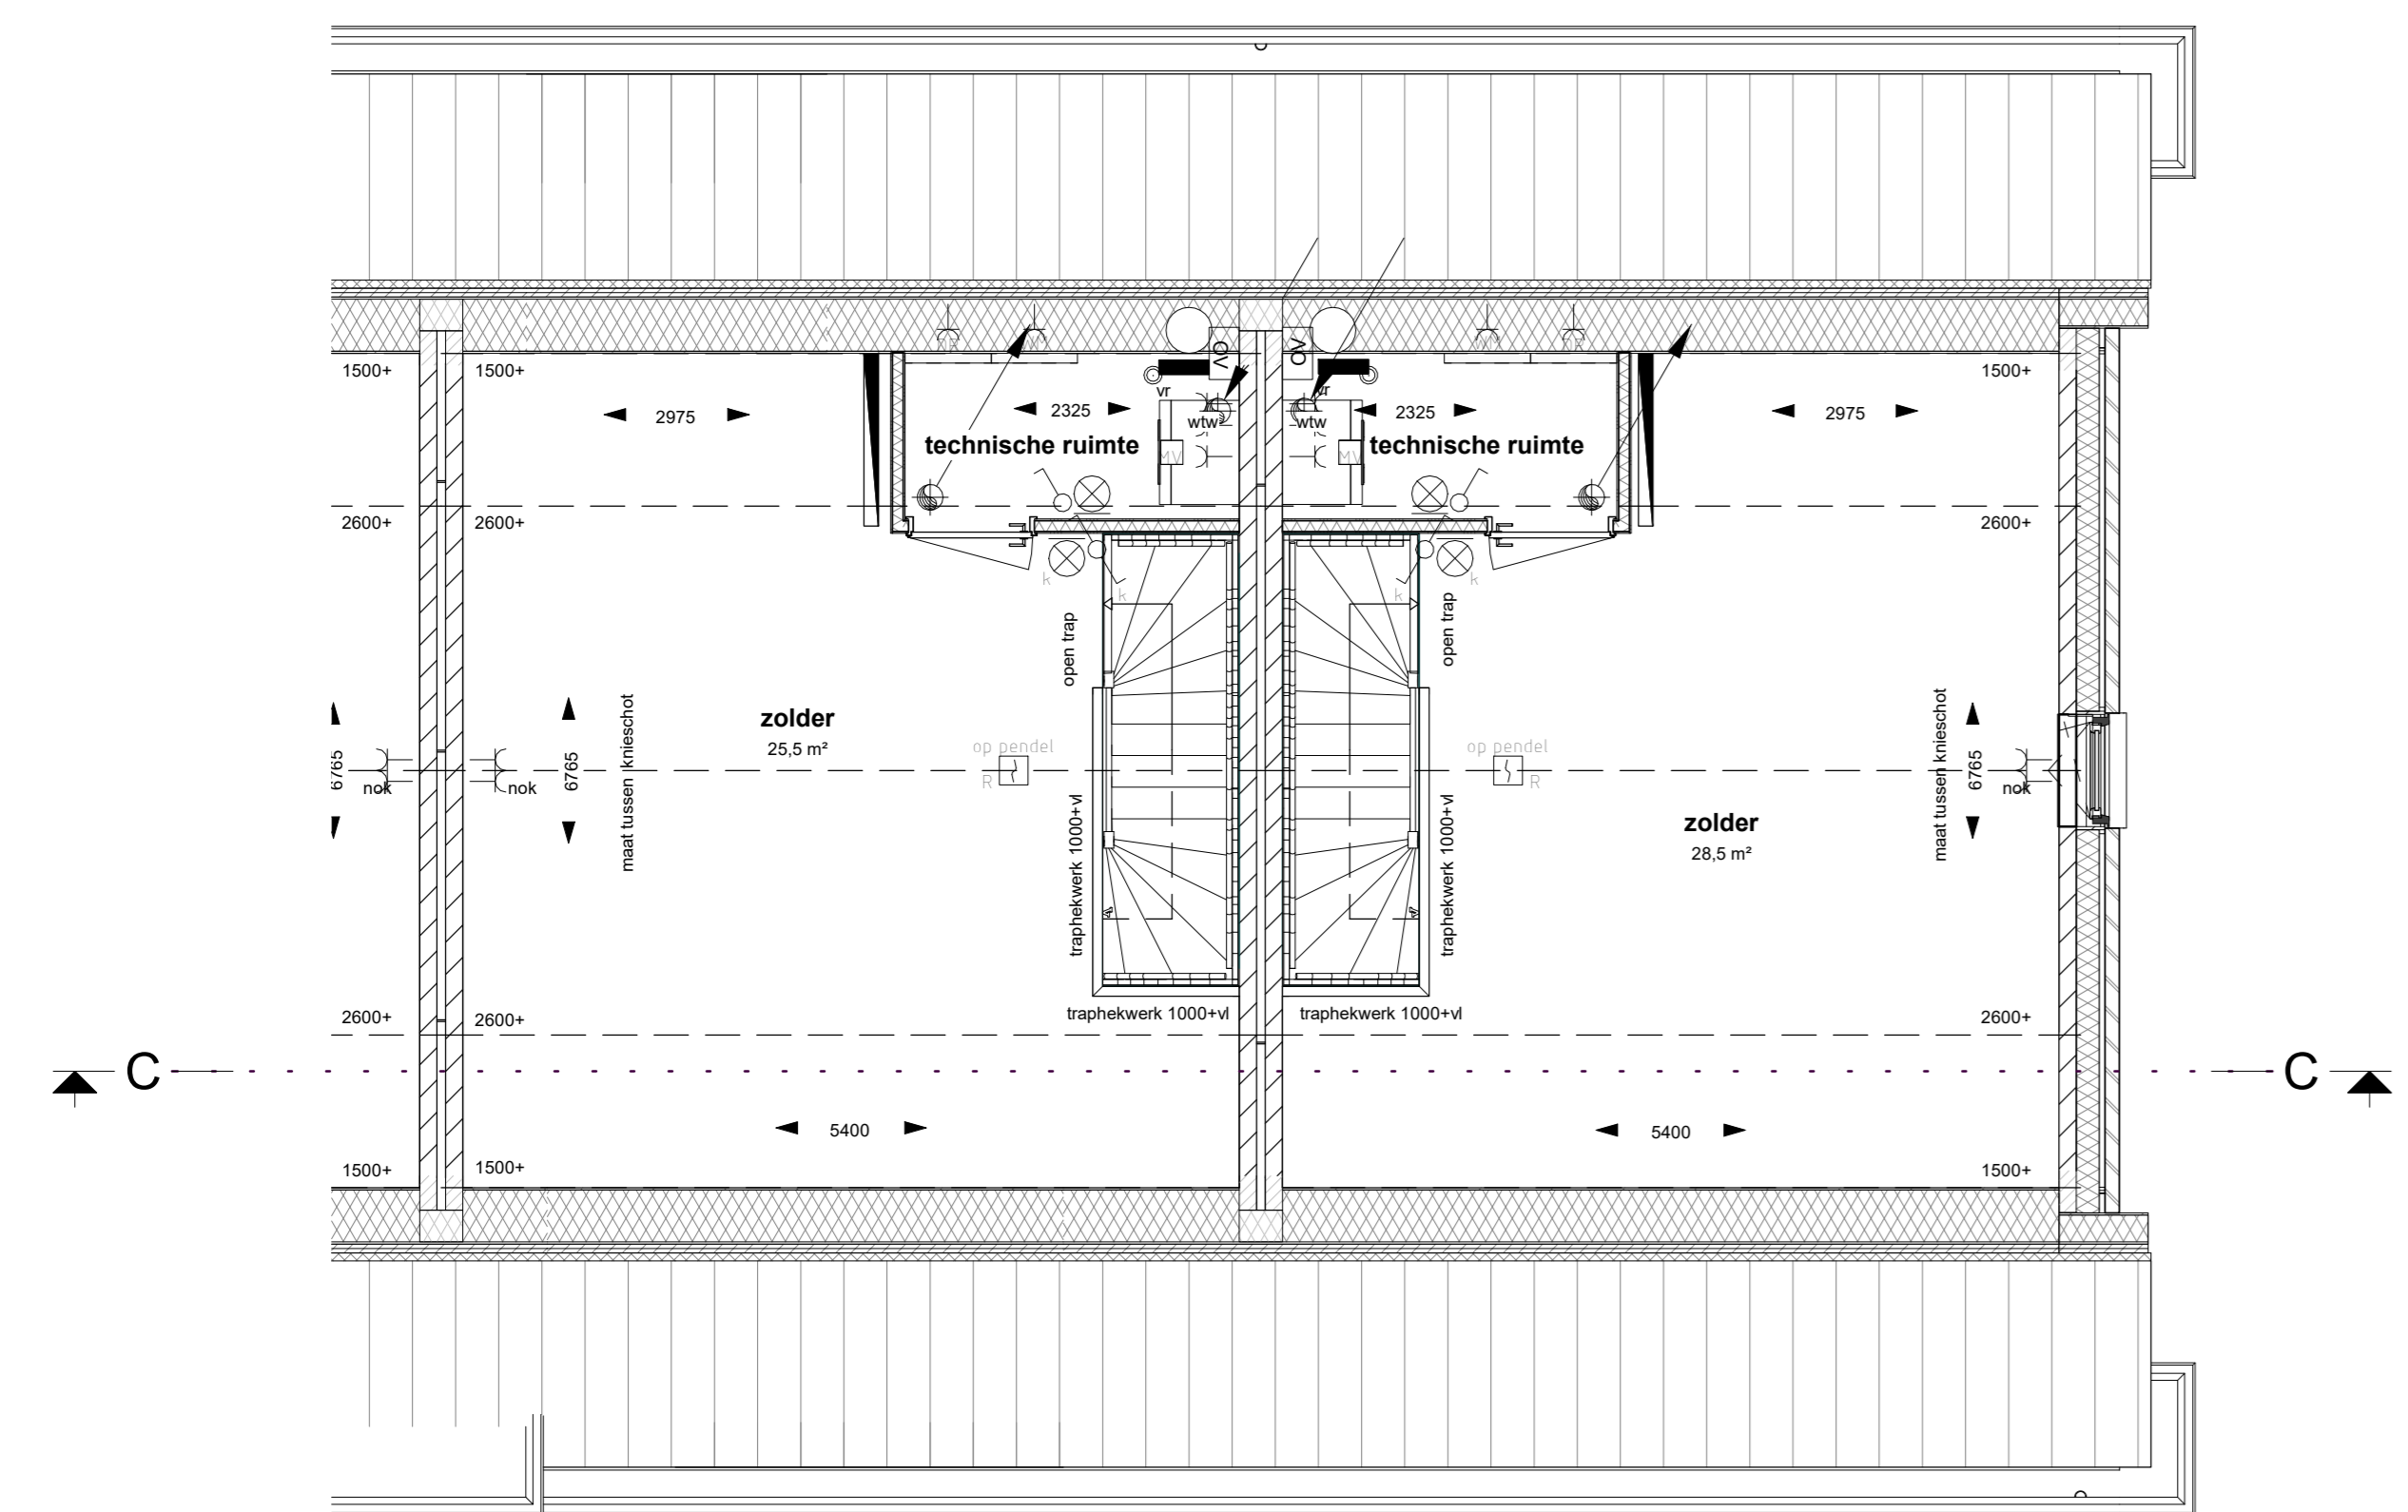 1500+
1500+
1500+
2975
2325
2325
2975
OV
OV
vr
vr
wtw
wtw
technische ruimte
technische ruimte
MV
MV
2600+
2600+
2600+
k
k
k
k
open trap
open trap
zolder
25,5 m²
op pendel
R
op pendel
R
6765
nok
nok
6765
maat tussen knieschot
maat tussen knieschot
6765
nok
zolder
28,5 m²
traphekwerk 1000+vl
traphekwerk 1000+vl
traphekwerk 1000+vl
traphekwerk 1000+vl
2600+
2600+
2600+
C
C
5400
5400
1500+
1500+
1500+